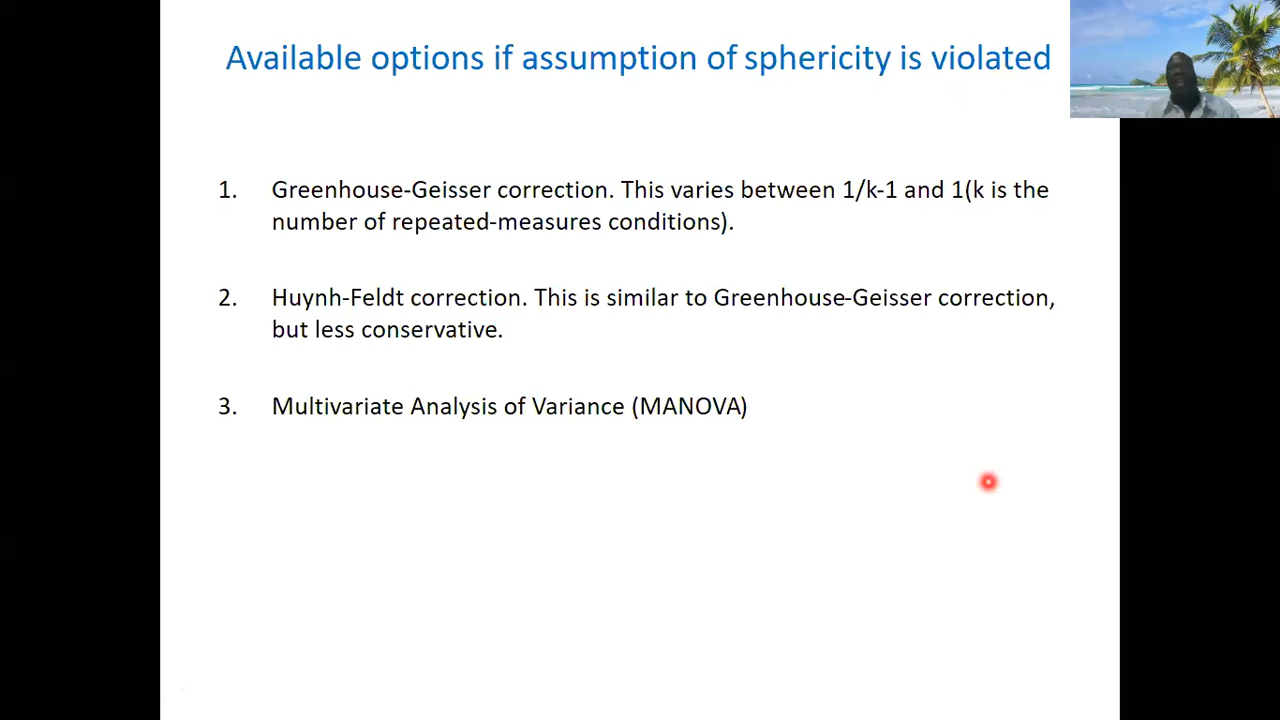 Available options if assumption of sphericity is violated
1. Greenhouse-Geisser correction. This varies between 1/k-1 and 1(k is the
number of repeated-measures conditions).
2. Huynh-Feldt correction. This is similar to Greenhouse-Geisser correction,
but less conservative.
3. Multivariate Analysis of Variance (MANOVA)